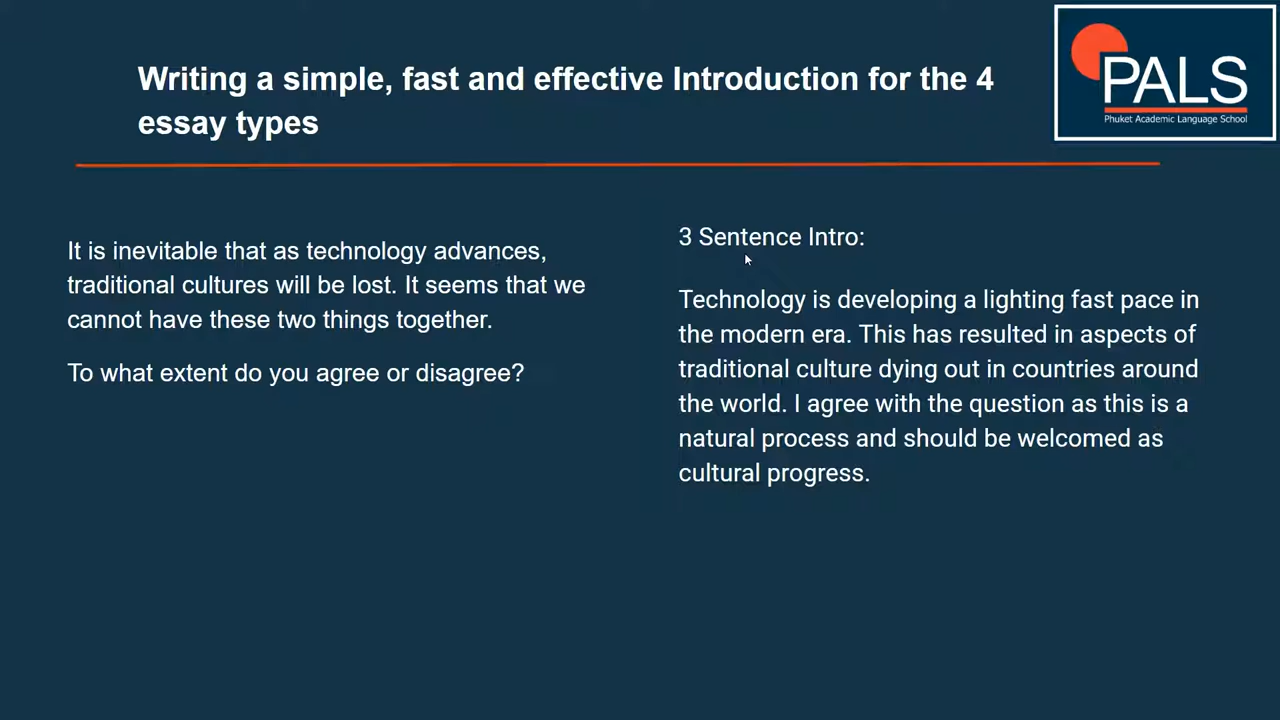 Writing a simple, fast and effective Introduction for the 4
essay types
PALS
Phuket Academic Language School
It is inevitable that as technology advances,
traditional cultures will be lost. It seems that we
cannot have these two things together.
To what extent do you agree or disagree?
3 Sentence Intro:
Technology is developing a lighting fast pace in
the modern era. This has resulted in aspects of
traditional culture dying out in countries around
the world. I agree with the question as this is a
natural process and should be welcomed as
cultural progress.